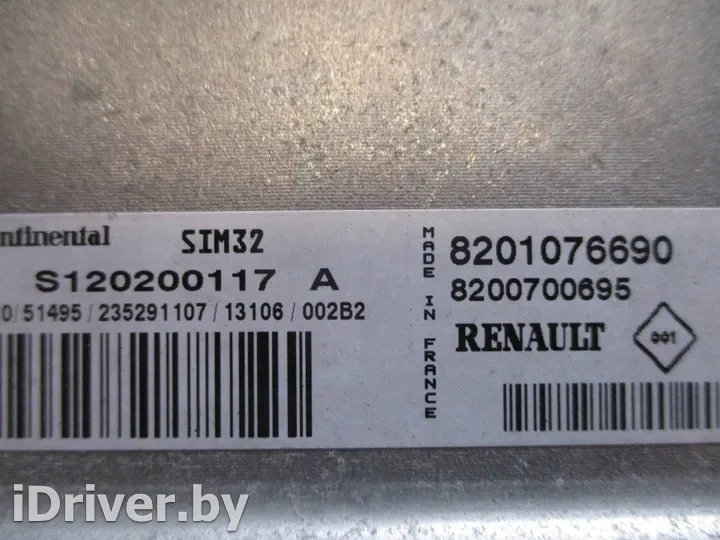 ntinental SIM32
S120200117 A
0/51495/235291107/13106/002B2
MADE IN FRANCE
8201076690
8200700695
RENAULT 001
iDriver.by